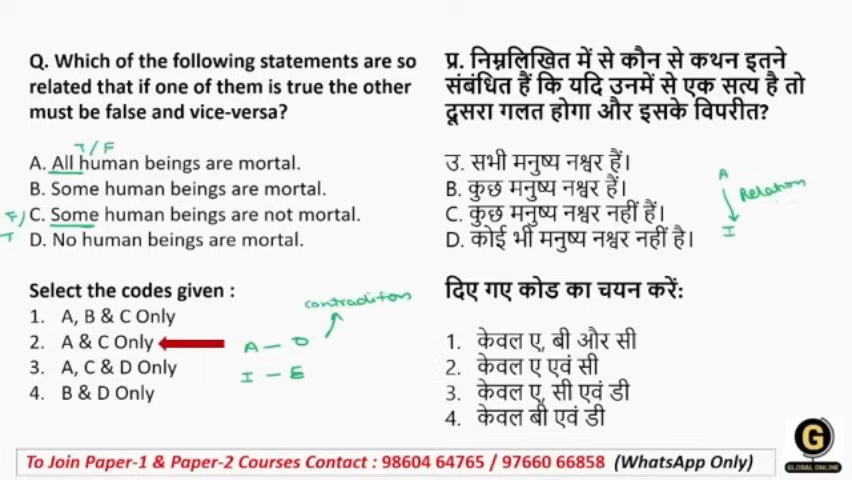 Q. Which of the following statements are so
related that if one of them is true the other
must be false and vice-versa?
T / F
A. All human beings are mortal.
B. Some human beings are mortal.
F/ C. Some human beings are not mortal.
T D. No human beings are mortal.
Select the codes given :
1. A, B & C Only
2. A & C Only
3. A, C & D Only
4. B & D Only
contraditons
A — O
I — E
प्र. निम्नलिखित में से कौन से कथन इतने
संबंधित हैं कि यदि उनमें से एक सत्य है तो
दूसरा गलत होगा और इसके विपरीत?
उ. सभी मनुष्य नश्वर हैं।
B. कुछ मनुष्य नश्वर हैं।
C. कुछ मनुष्य नश्वर नहीं हैं।
D. कोई भी मनुष्य नश्वर नहीं है।
A
Relation
I
दिए गए कोड का चयन करें:
1. केवल ए, बी और सी
2. केवल ए एवं सी
3. केवल ए, सी एवं डी
4. केवल बी एवं डी
G
GLOBAL ONLINE
To Join Paper-1 & Paper-2 Courses Contact : 98604 64765 / 97660 66858 (WhatsApp Only)